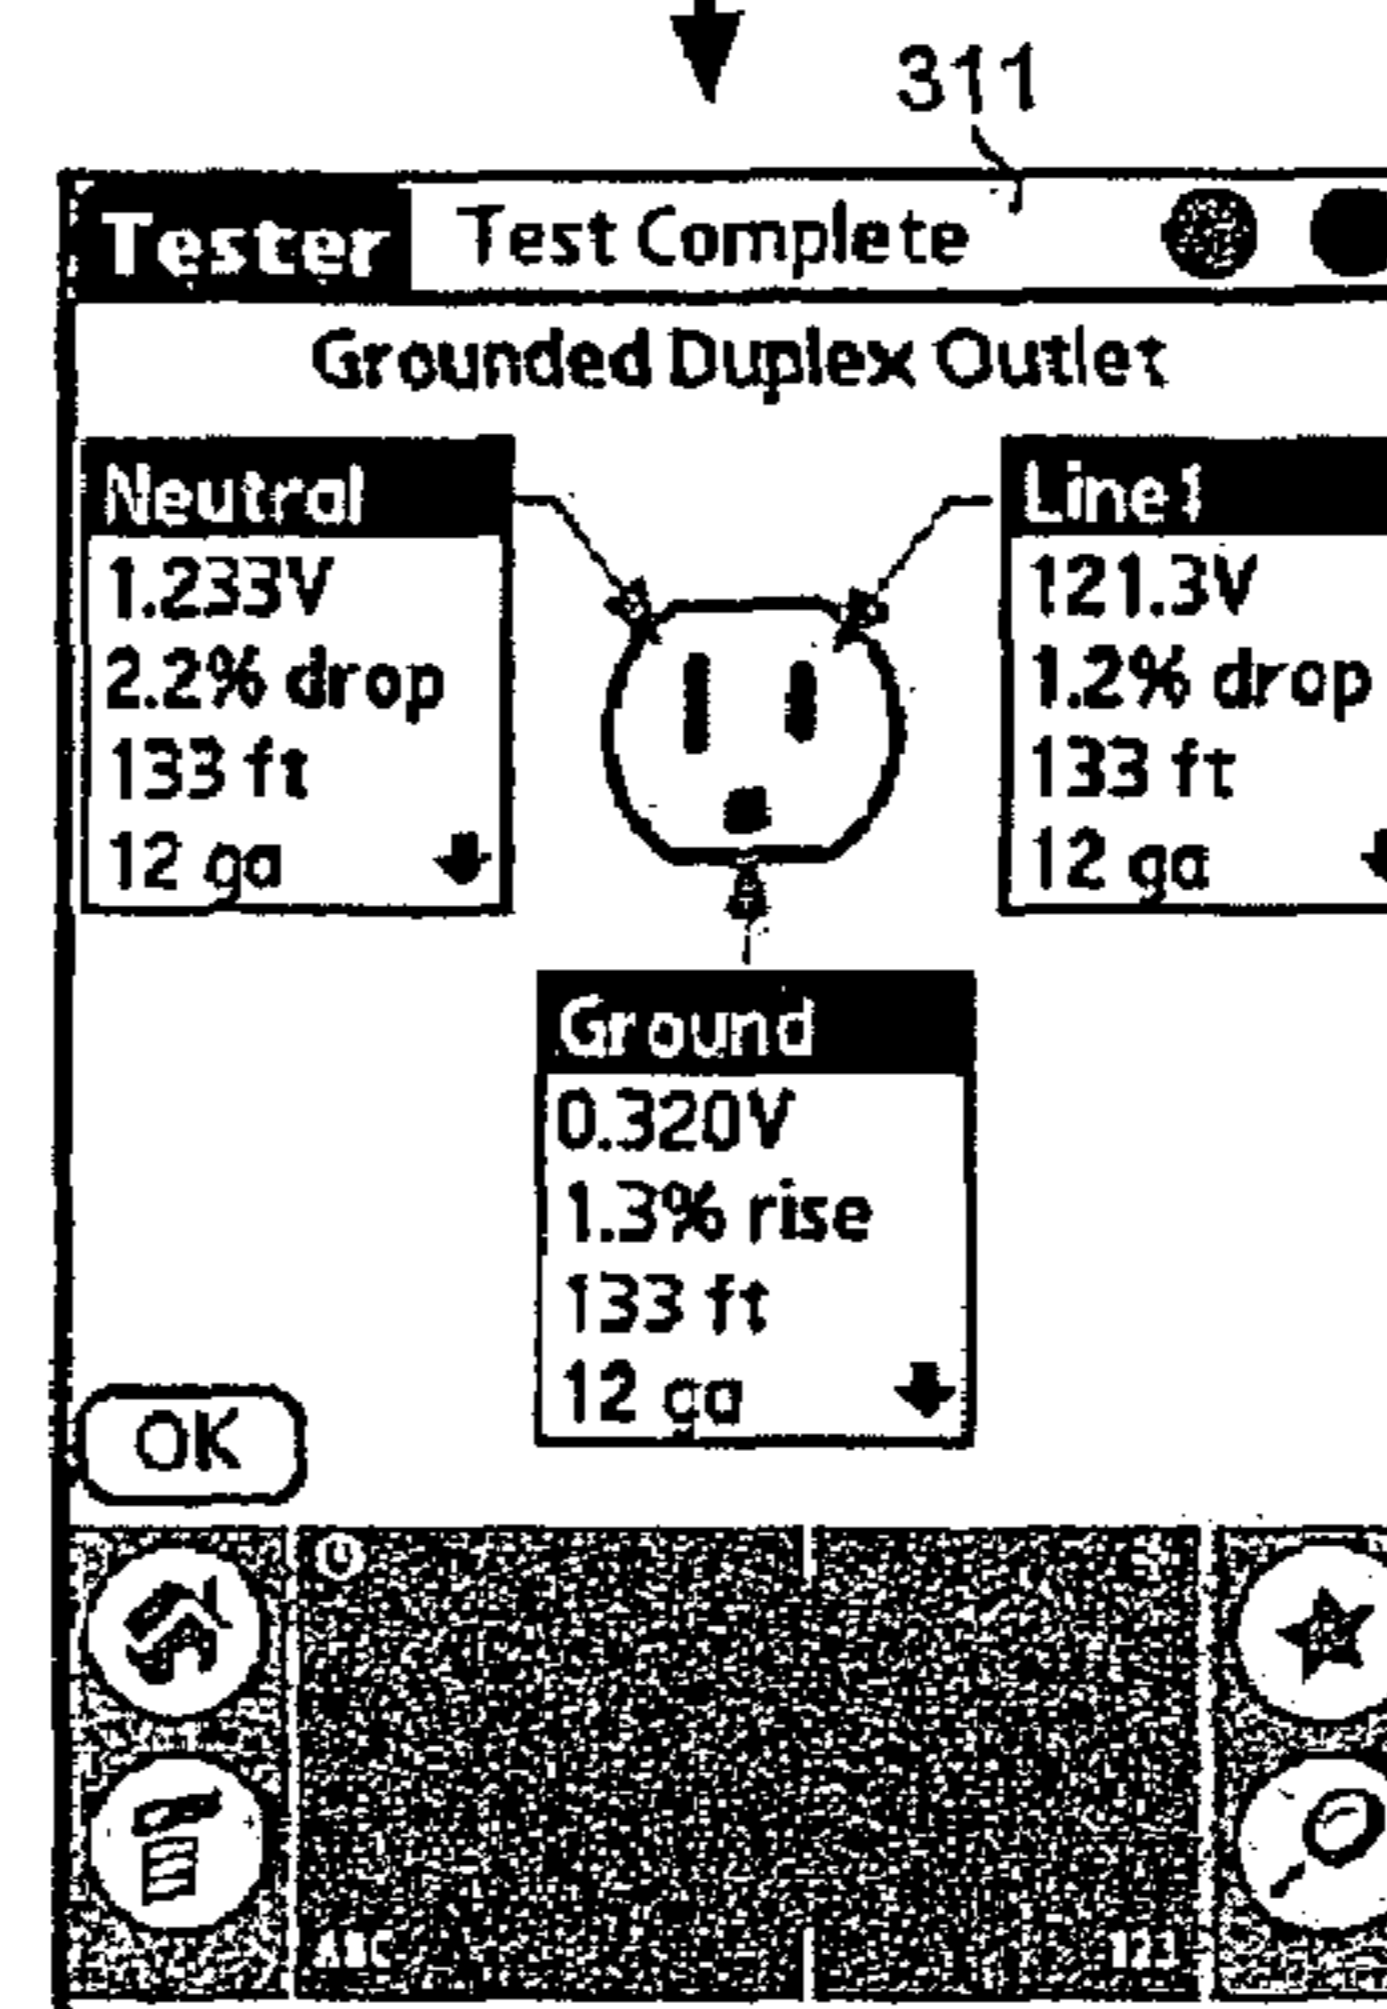 311
Tester Test Complete
Grounded Duplex Outlet
Neutral
1.233V
2.2% drop
133 ft
12 ga
Line1
121.3V
1.2% drop
133 ft
12 ga
Ground
0.320V
1.3% rise
133 ft
12 ga
OK
ABC
123